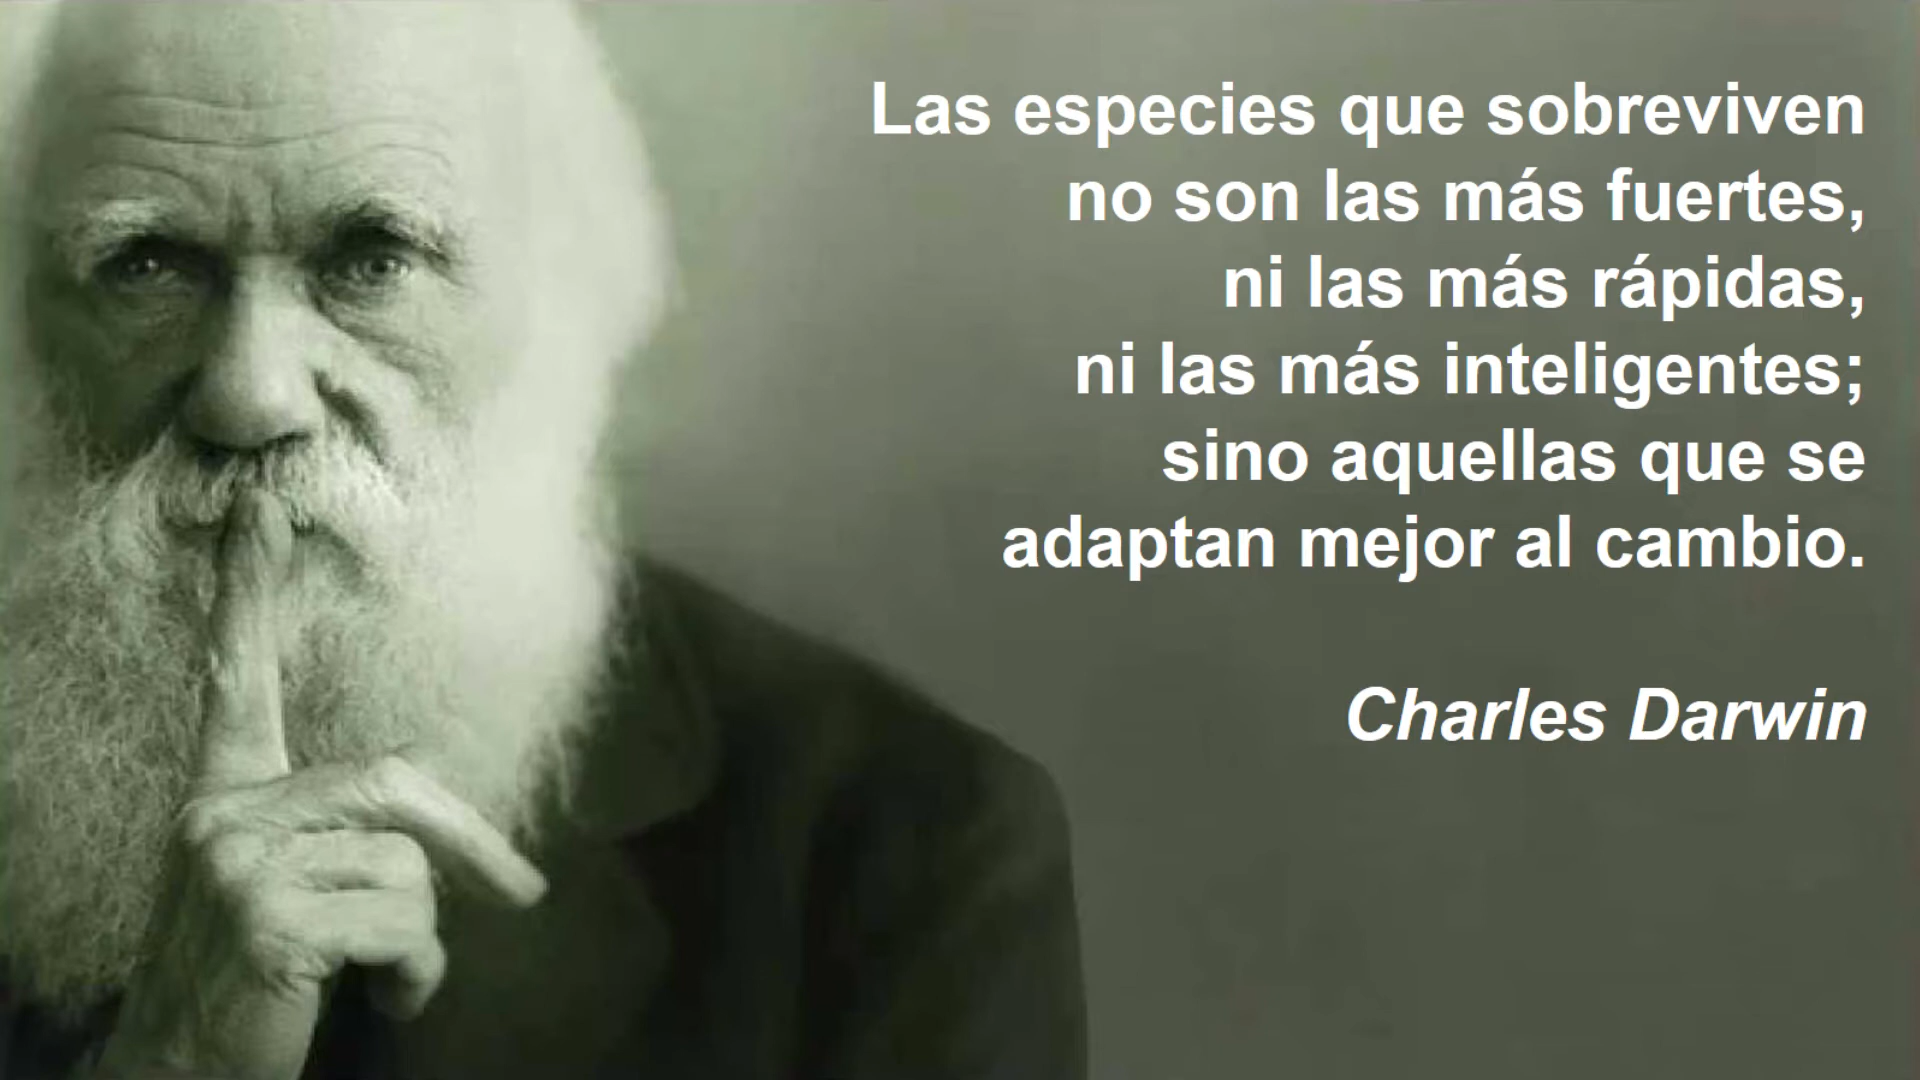 Las especies que sobreviven
no son las más fuertes,
ni las más rápidas,
ni las más inteligentes;
sino aquellas que se
adaptan mejor al cambio.
Charles Darwin